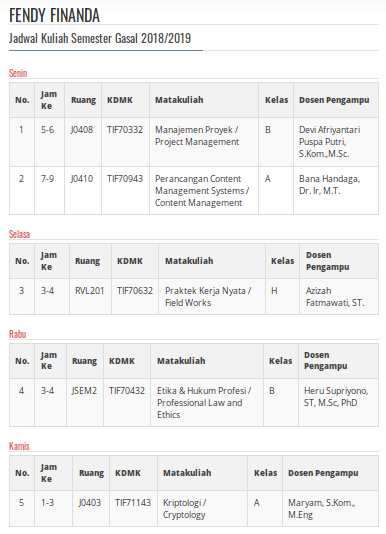 FENDY FINANDA
Jadwal Kuliah Semester Gasal 2018/2019
Senin
No. Jam Ke Ruang KDMK Matakuliah Kelas Dosen Pengampu
1 5-6 J0408 TIF70332 Manajemen Proyek / Project Management B Devi Afriyantari Puspa Putri, S.Kom.,M.Sc.
2 7-9 J0410 TIF70943 Perancangan Content Management Systems / Content Management A Bana Handaga, Dr. Ir, M.T.
Selasa
No. Jam Ke Ruang KDMK Matakuliah Kelas Dosen Pengampu
3 3-4 RVL201 TIF70632 Praktek Kerja Nyata / Field Works H Azizah Fatmawati, ST.
Rabu
No. Jam Ke Ruang KDMK Matakuliah Kelas Dosen Pengampu
4 3-4 JSEM2 TIF70432 Etika & Hukum Profesi / Professional Law and Ethics B Heru Supriyono, ST, M.Sc, PhD
Kamis
No. Jam Ke Ruang KDMK Matakuliah Kelas Dosen Pengampu
5 1-3 J0403 TIF71143 Kriptologi / Cryptology A Maryam, S.Kom., M.Eng